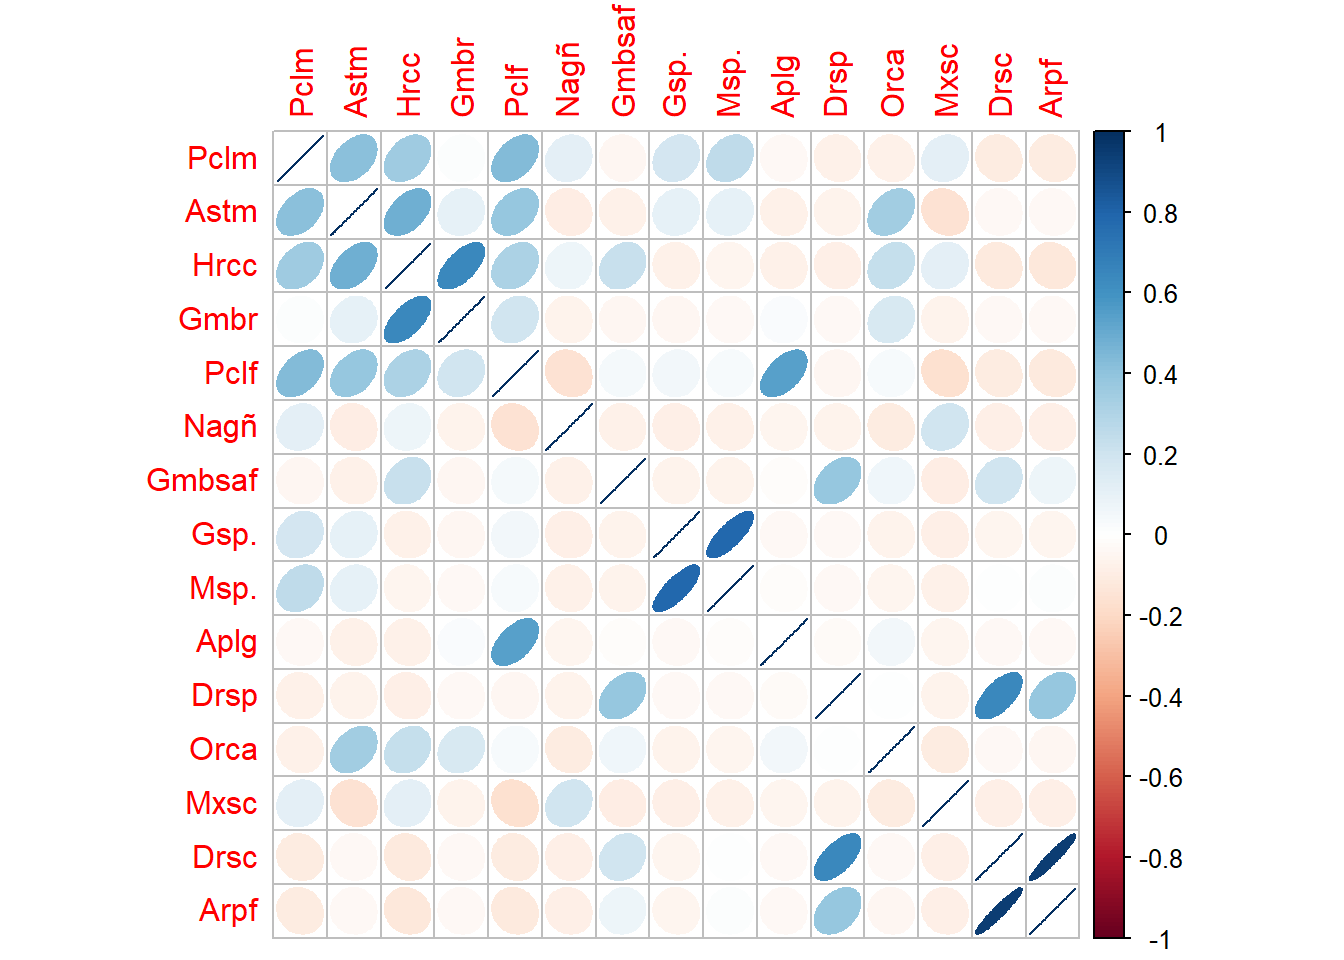 Pclm
Astm
Hrcc
Gmbr
Pclf
Nagñ
Gmbsaf
Gsp.
Msp.
Aplg
Drsp
Orca
Mxsc
Drsc
Arpf
Pclm
Astm
Hrcc
Gmbr
Pclf
Nagñ
Gmbsaf
Gsp.
Msp.
Aplg
Drsp
Orca
Mxsc
Drsc
Arpf
1
0.8
0.6
0.4
0.2
0
-0.2
-0.4
-0.6
-0.8
-1